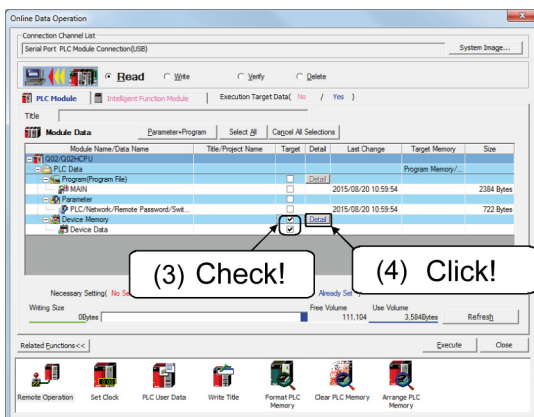 Online Data Operation
Connection Channel List
Serial Port PLC Module Connection(USB)
System Image...
Read Write Verify Delete
PLC Module Intelligent Function Module Execution Target Data( No / Yes )
Title
Module Data Parameter+Program Select All Cancel All Selections
Module Name/Data Name Title/Project Name Target Detail Last Change Target Memory Size
Q02/Q02HCPU
PLC Data Program Memory/...
Program(Program File) Detail
MAIN 2015/08/20 10:59:54 2384 Bytes
Parameter
PLC/Network/Remote Password/Swit... 2015/08/20 10:59:54 722 Bytes
Device Memory Detail
Device Data
(3) Check!
(4) Click!
Necessary Setting( No Se Already Set
Writing Size Free Volume Use Volume
0Bytes 111,104 3,584Bytes Refresh
Related Functions<< Execute Close
Remote Operation Set Clock PLC User Data Write Title Format PLC Memory Clear PLC Memory Arrange PLC Memory